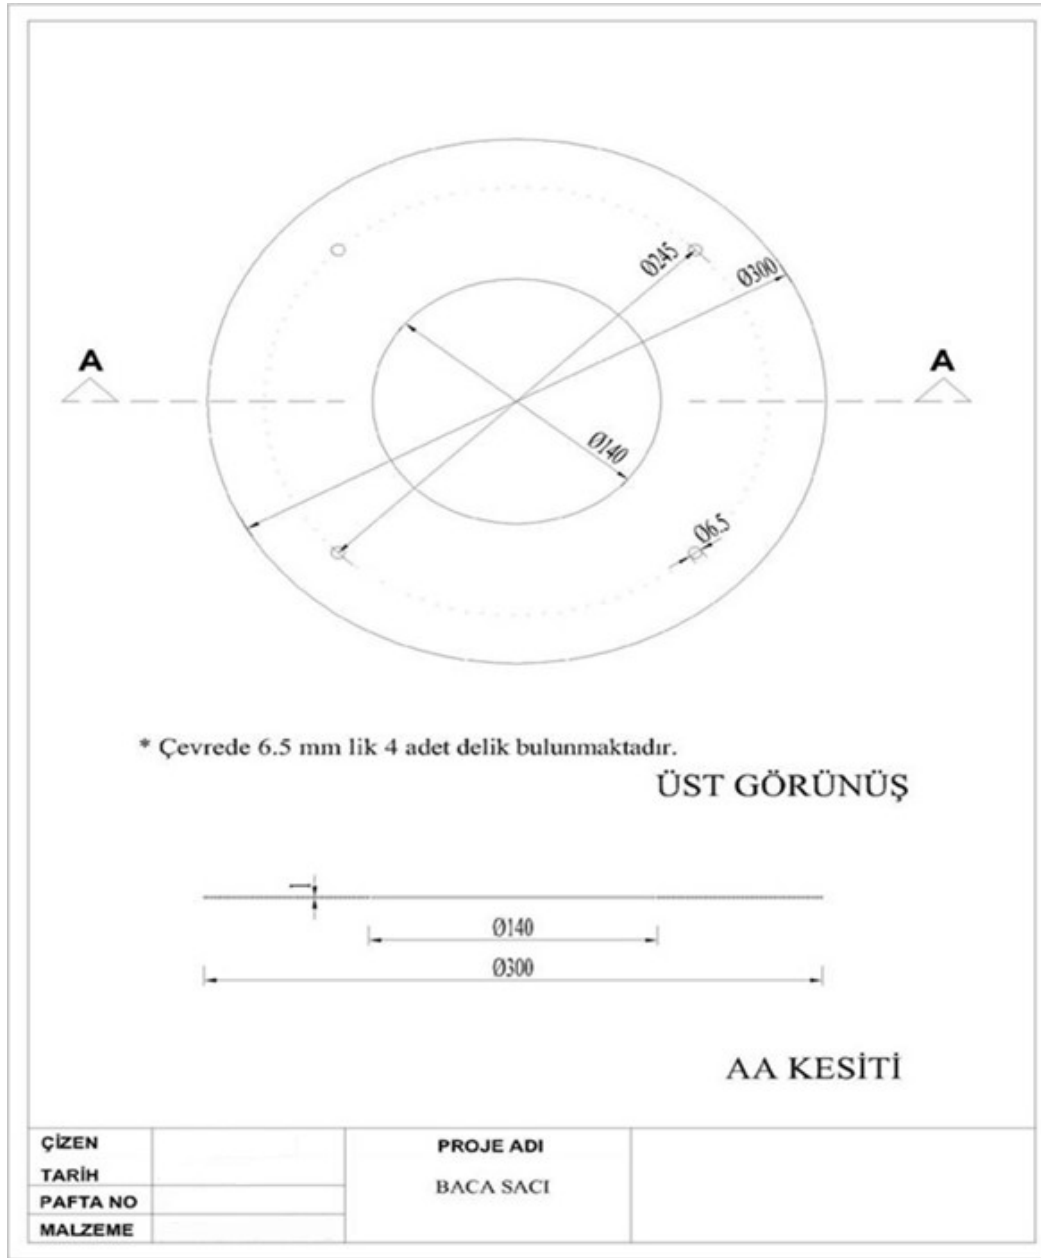 Ø245
Ø300
A
A
Ø140
Ø6.5
* Çevrede 6.5 mm lik 4 adet delik bulunmaktadır.
ÜST GÖRÜNÜŞ
1
Ø140
Ø300
AA KESİTİ
ÇİZEN
PROJE ADI
TARİH
BACA SACI
PAFTA NO
MALZEME